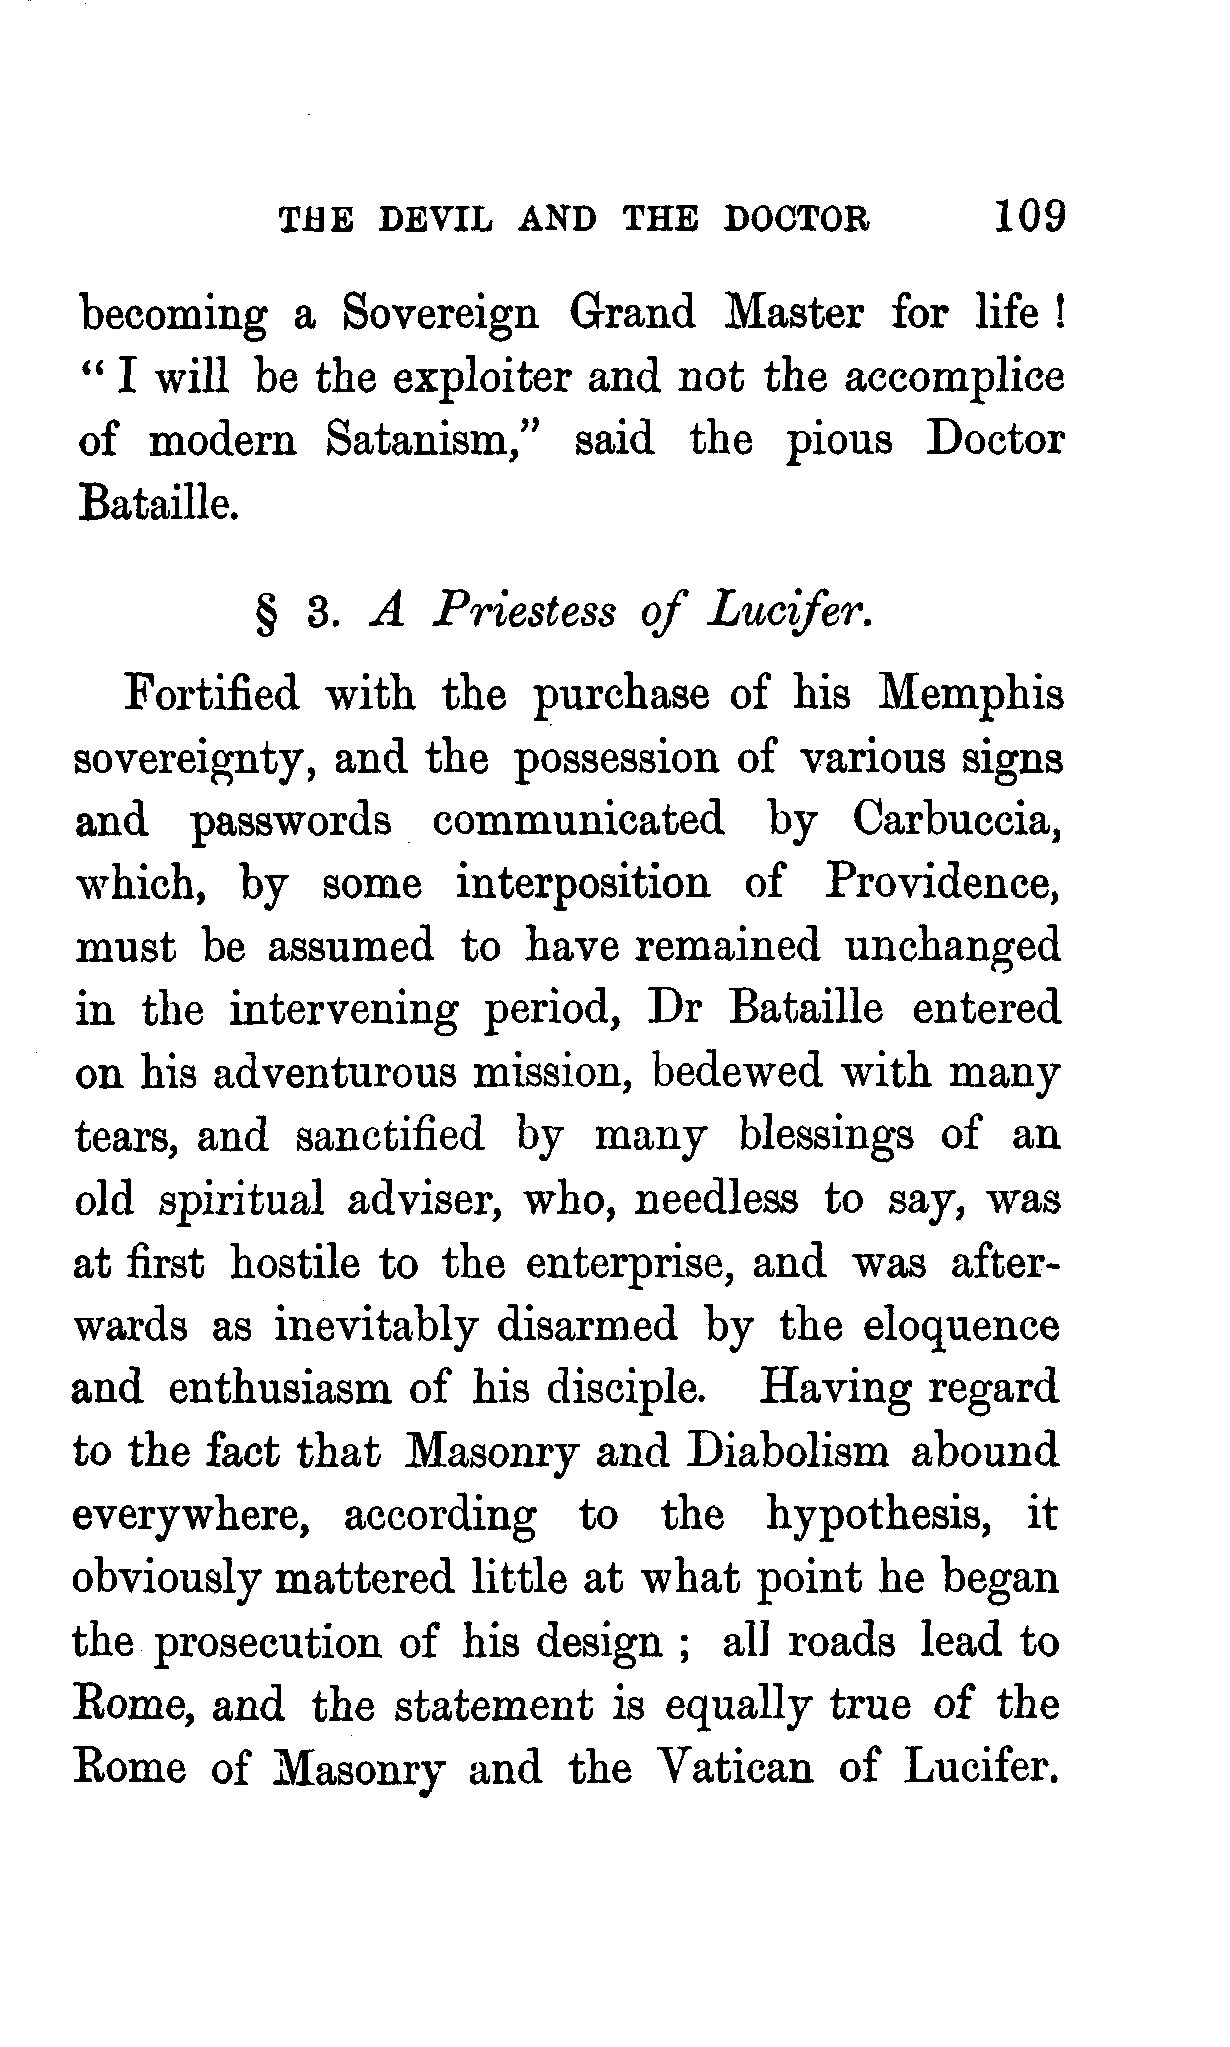 THE DEVIL AND THE DOCTOR 109
becoming a Sovereign Grand Master for life !
" I will be the exploiter and not the accomplice
of modern Satanism," said the pious Doctor
Bataille.
§ 3. A Priestess of Lucifer.
Fortified with the purchase of his Memphis
sovereignty, and the possession of various signs
and passwords communicated by Carbuccia,
which, by some interposition of Providence,
must be assumed to have remained unchanged
in the intervening period, Dr Bataille entered
on his adventurous mission, bedewed with many
tears, and sanctified by many blessings of an
old spiritual adviser, who, needless to say, was
at first hostile to the enterprise, and was after-
wards as inevitably disarmed by the eloquence
and enthusiasm of his disciple. Having regard
to the fact that Masonry and Diabolism abound
everywhere, according to the hypothesis, it
obviously mattered little at what point he began
the prosecution of his design ; all roads lead to
Rome, and the statement is equally true of the
Rome of Masonry and the Vatican of Lucifer.